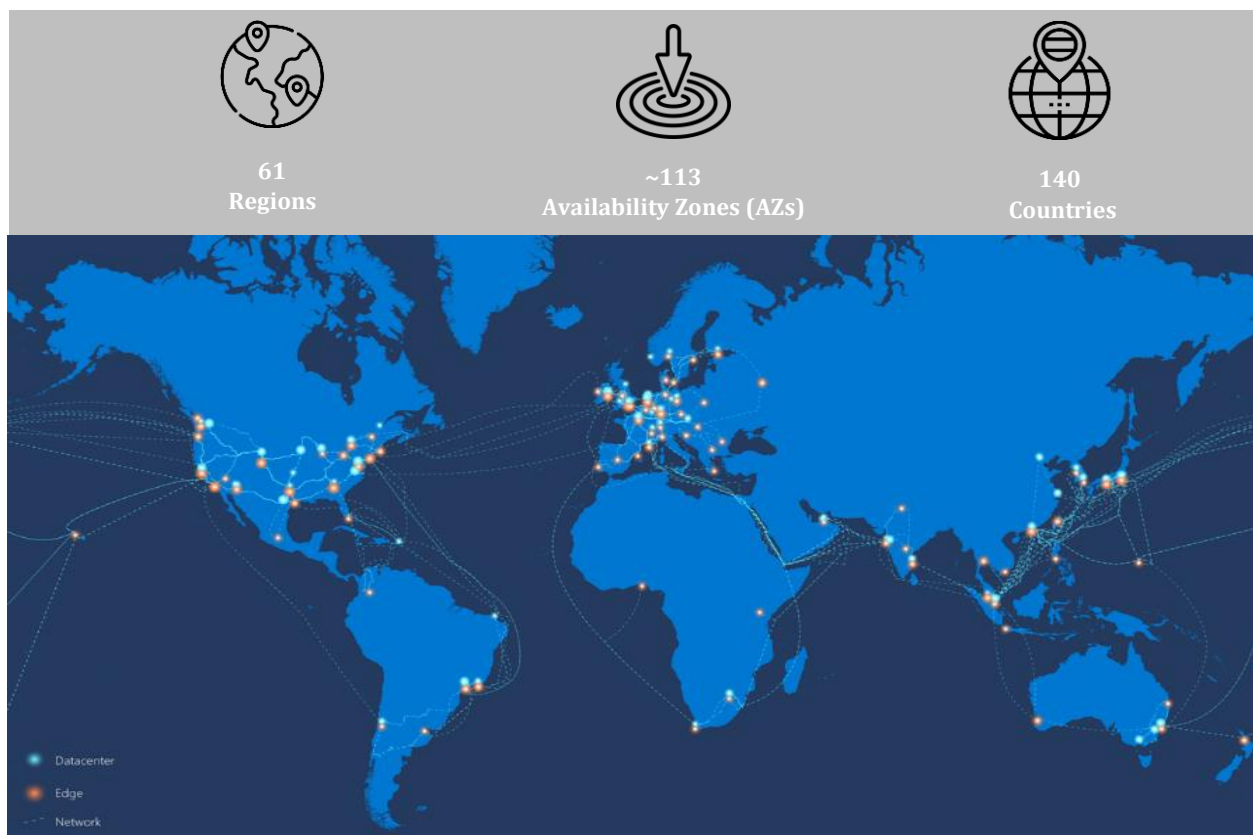 61
Regions
~113
Availability Zones (AZs)
140
Countries
Datacenter
Edge
Network